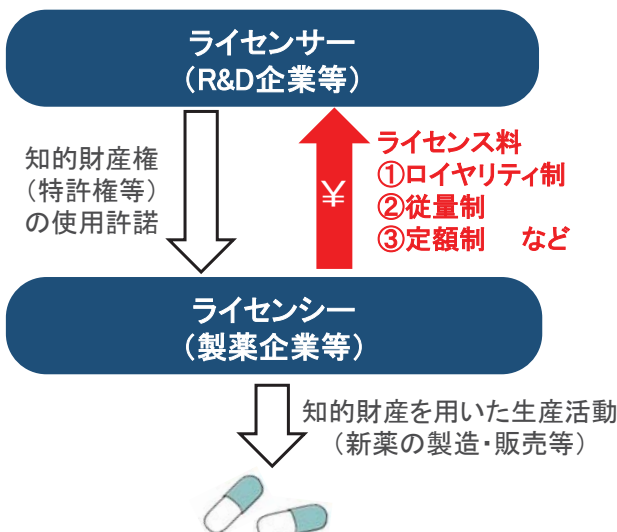 ライセンサー
（R&D企業等）
知的財産権
（特許権等）
の使用許諾
¥
ライセンス料
①ロイヤリティ制
②従量制
③定額制　など
ライセンシー
（製薬企業等）
知的財産を用いた生産活動
（新薬の製造・販売等）